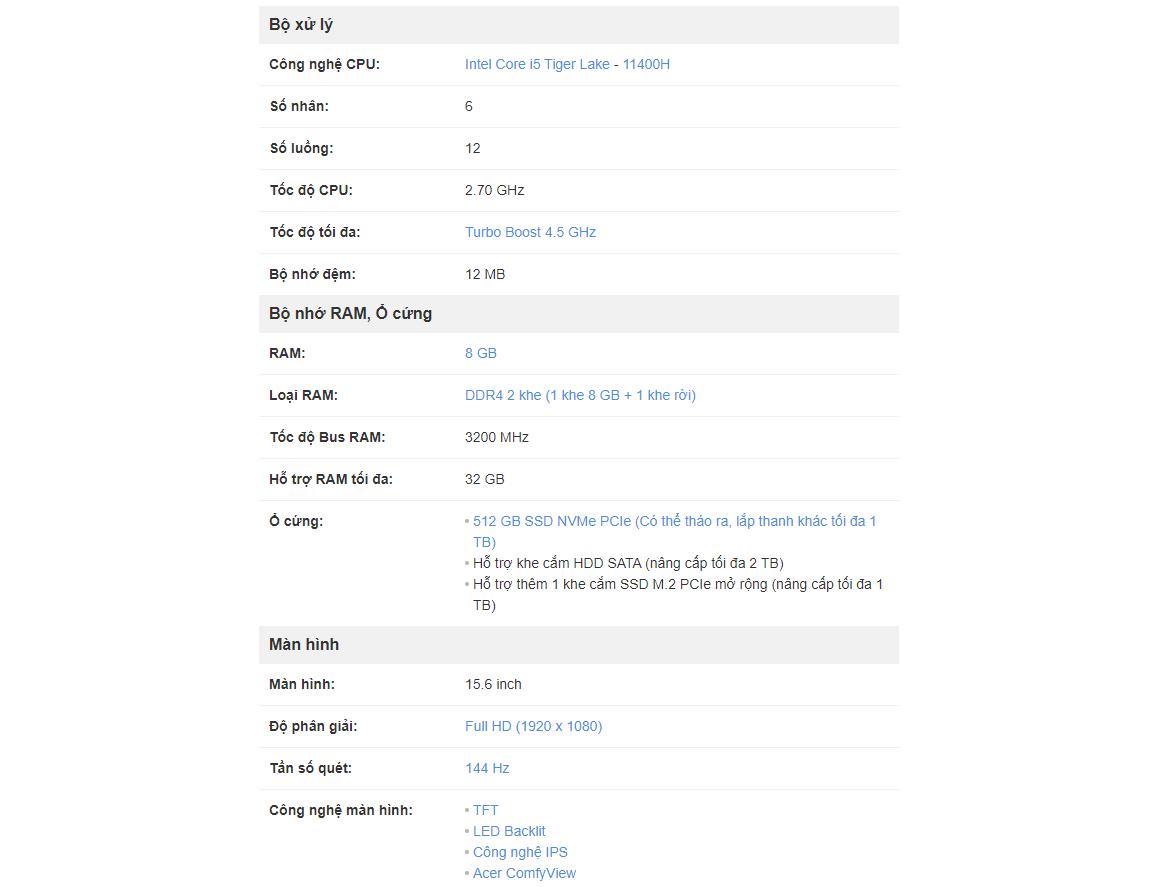 Bộ xử lý
Công nghệ CPU: Intel Core i5 Tiger Lake - 11400H
Số nhân: 6
Số luồng: 12
Tốc độ CPU: 2.70 GHz
Tốc độ tối đa: Turbo Boost 4.5 GHz
Bộ nhớ đệm: 12 MB
Bộ nhớ RAM, Ổ cứng
RAM: 8 GB
Loại RAM: DDR4 2 khe (1 khe 8 GB + 1 khe rời)
Tốc độ Bus RAM: 3200 MHz
Hỗ trợ RAM tối đa: 32 GB
Ổ cứng: 512 GB SSD NVMe PCIe (Có thể tháo ra, lắp thanh khác tối đa 1
TB)
Hỗ trợ khe cắm HDD SATA (nâng cấp tối đa 2 TB)
Hỗ trợ thêm 1 khe cắm SSD M.2 PCIe mở rộng (nâng cấp tối đa 1
TB)
Màn hình
Màn hình: 15.6 inch
Độ phân giải: Full HD (1920 x 1080)
Tần số quét: 144 Hz
Công nghệ màn hình: TFT
LED Backlit
Công nghệ IPS
Acer ComfyView